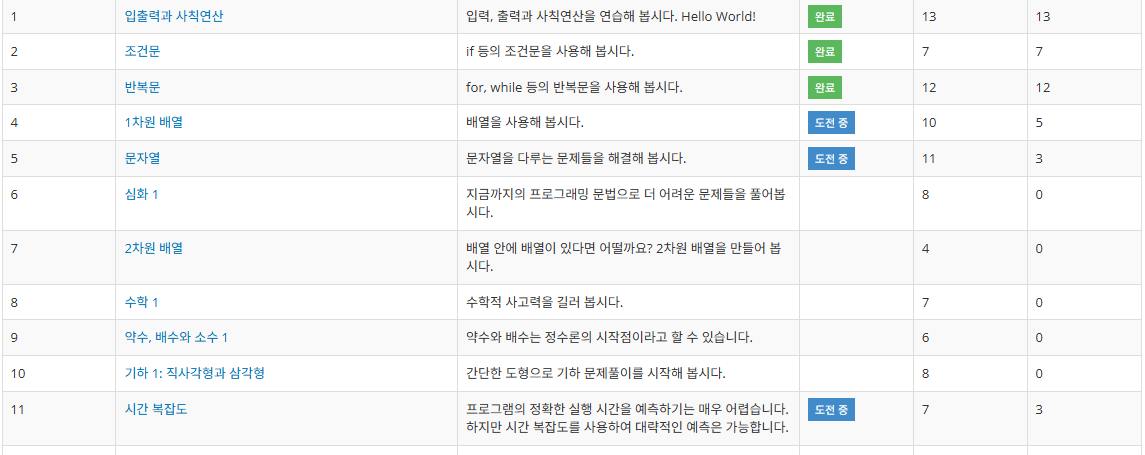 1 입출력과 사칙연산 입력, 출력과 사칙연산을 연습해 봅시다. Hello World! 완료 13 13
2 조건문 if 등의 조건문을 사용해 봅시다. 완료 7 7
3 반복문 for, while 등의 반복문을 사용해 봅시다. 완료 12 12
4 1차원 배열 배열을 사용해 봅시다. 도전 중 10 5
5 문자열 문자열을 다루는 문제들을 해결해 봅시다. 도전 중 11 3
6 심화 1 지금까지의 프로그래밍 문법으로 더 어려운 문제들을 풀어봅 8 0
시다.
7 2차원 배열 배열 안에 배열이 있다면 어떨까요? 2차원 배열을 만들어 봅 4 0
시다.
8 수학 1 수학적 사고력을 길러 봅시다. 7 0
9 약수, 배수와 소수 1 약수와 배수는 정수론의 시작점이라고 할 수 있습니다. 6 0
10 기하 1: 직사각형과 삼각형 간단한 도형으로 기하 문제풀이를 시작해 봅시다. 8 0
11 시간 복잡도 프로그램의 정확한 실행 시간을 예측하기는 매우 어렵습니다. 도전 중 7 3
하지만 시간 복잡도를 사용하여 대략적인 예측은 가능합니다.